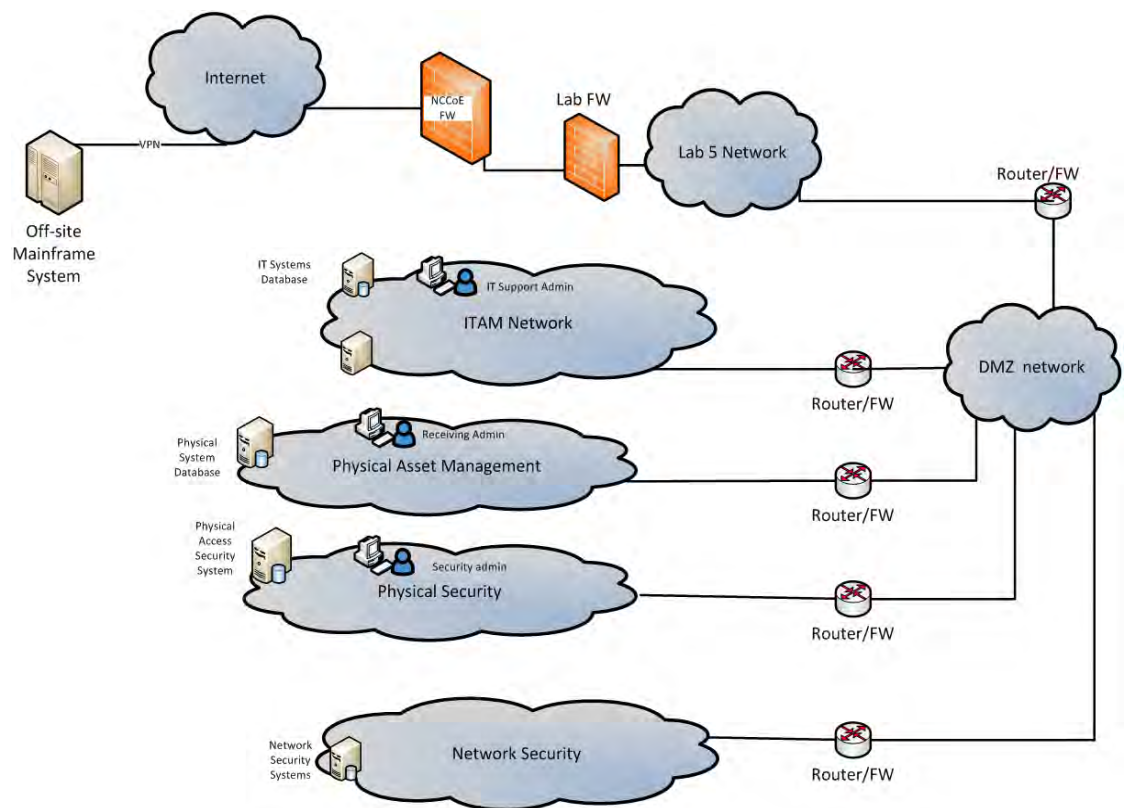 Internet
NCCoE
FW
Lab FW
Lab 5 Network
VPN
Router/FW
Off-site
Mainframe
System
IT Systems
Database
IT Support Admin
ITAM Network
DMZ network
Router/FW
Physical
System
Database
Receiving Admin
Physical Asset Management
Router/FW
Physical
Access
Security
System
Security admin
Physical Security
Router/FW
Network
Security
Systems
Network Security
Router/FW